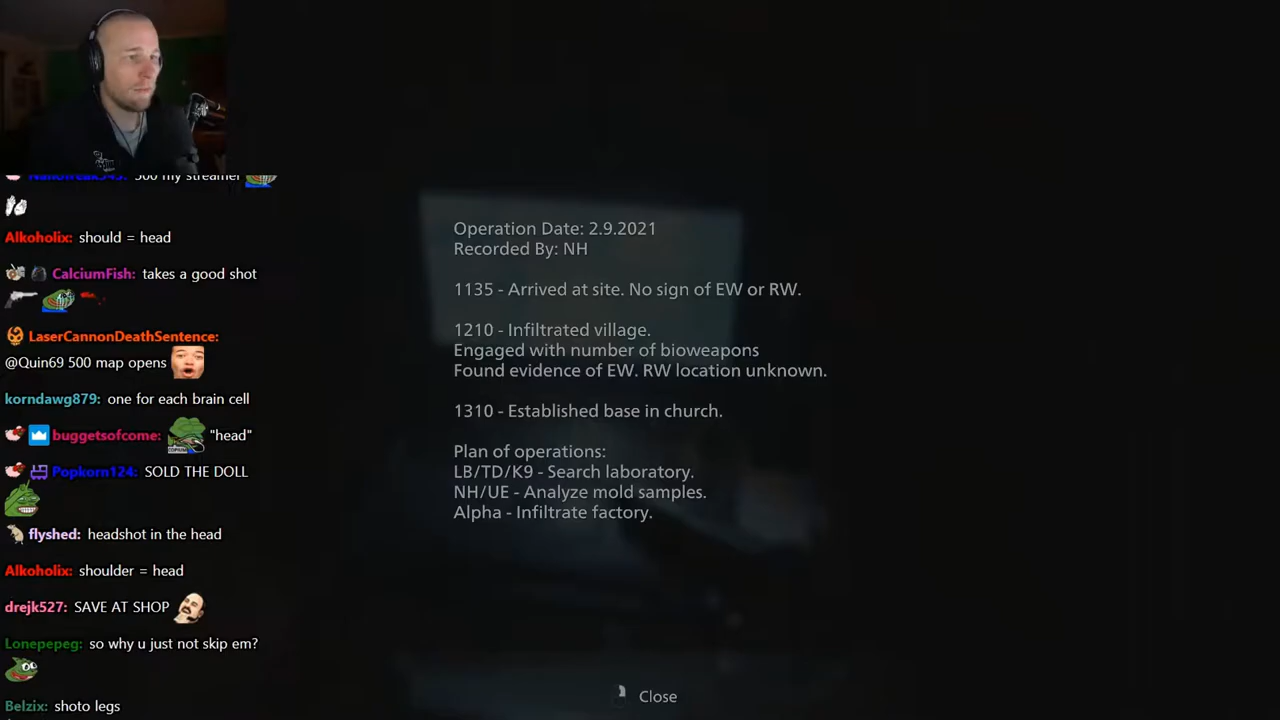 500 my streamer
Alkoholix: should = head
CalciumFish: takes a good shot
LaserCannonDeathSentence:
@Quin69 500 map opens
korndawg879: one for each brain cell
buggetsofcome: "head"
Popkorn124: SOLD THE DOLL
flyshed: headshot in the head
Alkoholix: shoulder = head
drejk527: SAVE AT SHOP
Lonepepeg: so why u just not skip em?
Belzix: shoto legs
Operation Date: 2.9.2021
Recorded By: NH
1135 - Arrived at site. No sign of EW or RW.
1210 - Infiltrated village.
Engaged with number of bioweapons
Found evidence of EW. RW location unknown.
1310 - Established base in church.
Plan of operations:
LB/TD/K9 - Search laboratory.
NH/UE - Analyze mold samples.
Alpha - Infiltrate factory.
Close